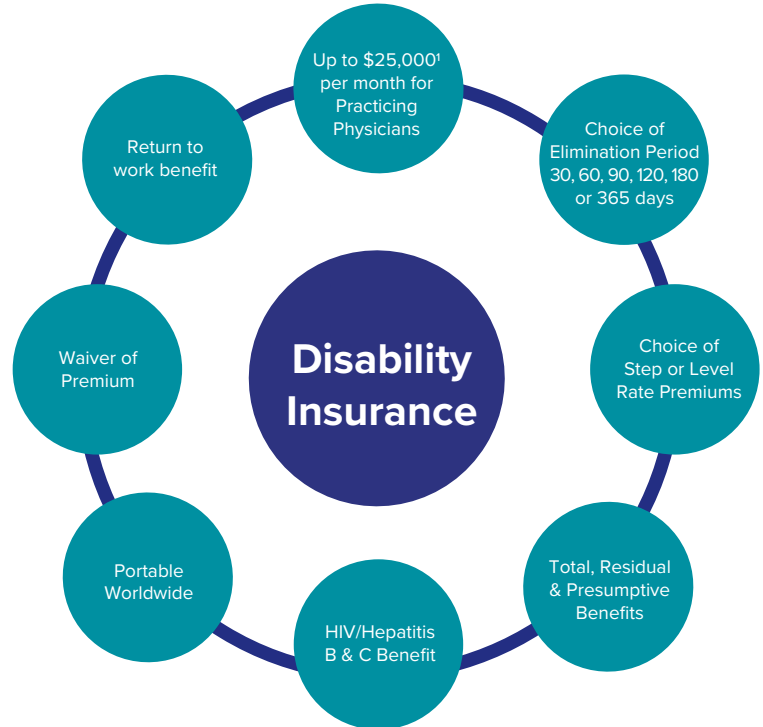 Up to $25,000¹
per month for
Practicing
Physicians
Choice of
Elimination Period
30, 60, 90, 120, 180
or 365 days
Choice of
Step or Level
Rate Premiums
Total, Residual
& Presumptive
Benefits
HIV/Hepatitis
B & C Benefit
Portable
Worldwide
Waiver of
Premium
Return to
work benefit
Disability
Insurance